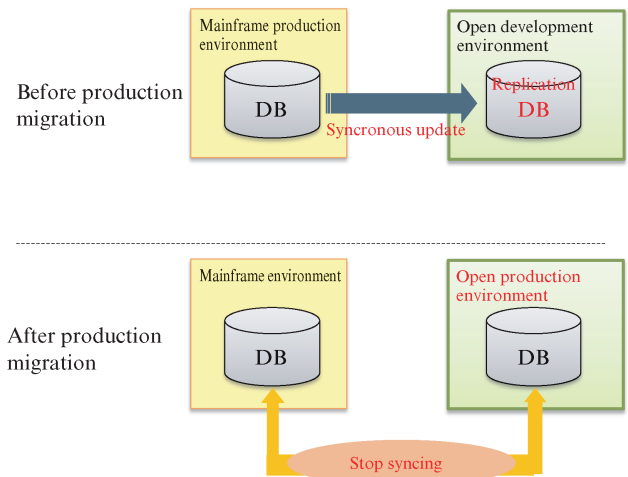 Mainframe production
environment
Open development
environment
Before production
migration
DB
Replication
DB
Syncronous update
Mainframe environment
Open production
environment
After production
migration
DB
DB
Stop syncing